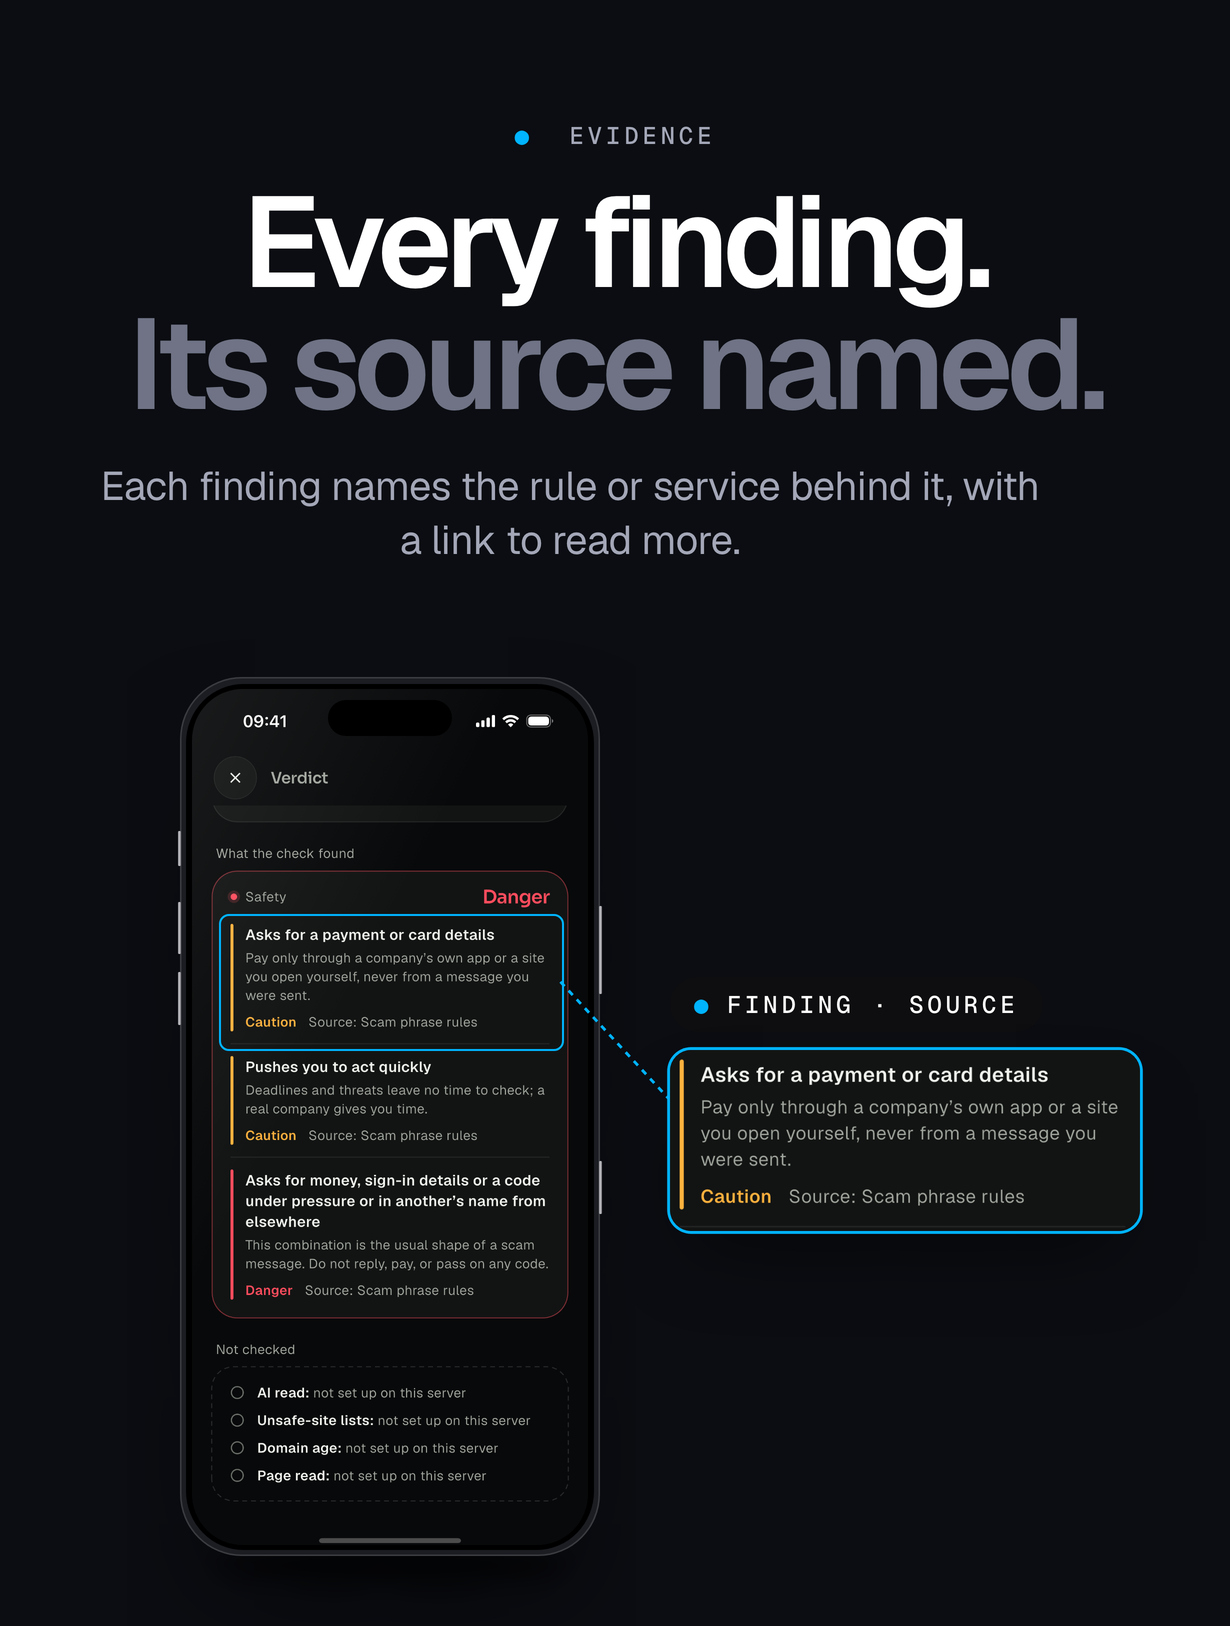 EVIDENCE
Every finding.
Its source named.
Each finding names the rule or service behind it, with
a link to read more.
09:41
Verdict
What the check found
Safety
Danger
Asks for a payment or card details
Pay only through a company’s own app or a site
you open yourself, never from a message you
were sent.
Caution Source: Scam phrase rules
Pushes you to act quickly
Deadlines and threats leave no time to check; a
real company gives you time.
Caution Source: Scam phrase rules
Asks for money, sign-in details or a code
under pressure or in another’s name from
elsewhere
This combination is the usual shape of a scam
message. Do not reply, pay, or pass on any code.
Danger Source: Scam phrase rules
Not checked
AI read: not set up on this server
Unsafe-site lists: not set up on this server
Domain age: not set up on this server
Page read: not set up on this server
FINDING · SOURCE
Asks for a payment or card details
Pay only through a company’s own app or a site
you open yourself, never from a message you
were sent.
Caution Source: Scam phrase rules